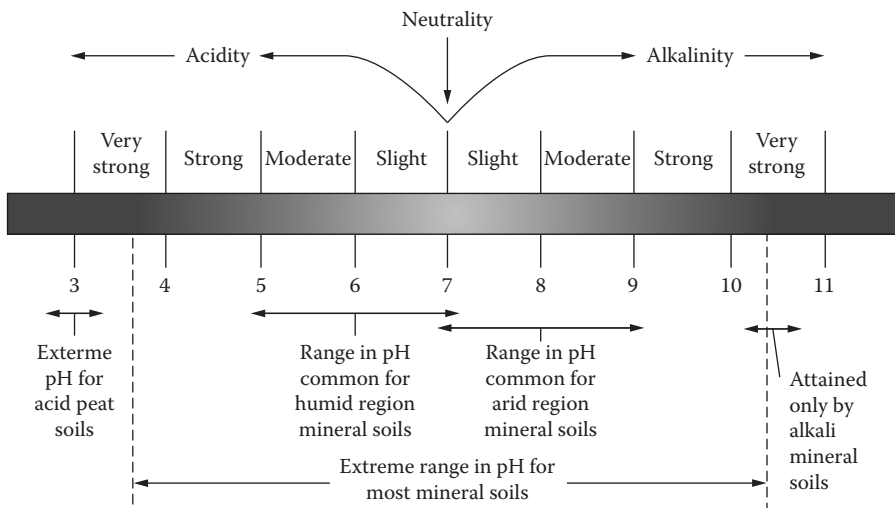 Neutrality
Acidity
Alkalinity
Very
strong
Strong
Moderate
Slight
Slight
Moderate
Strong
Very
strong
3
4
5
6
7
8
9
10
11
Exterme
pH for
acid peat
soils
Range in pH
common for
humid region
mineral soils
Range in pH
common for
arid region
mineral soils
Attained
only by
alkali
mineral
soils
Extreme range in pH for
most mineral soils